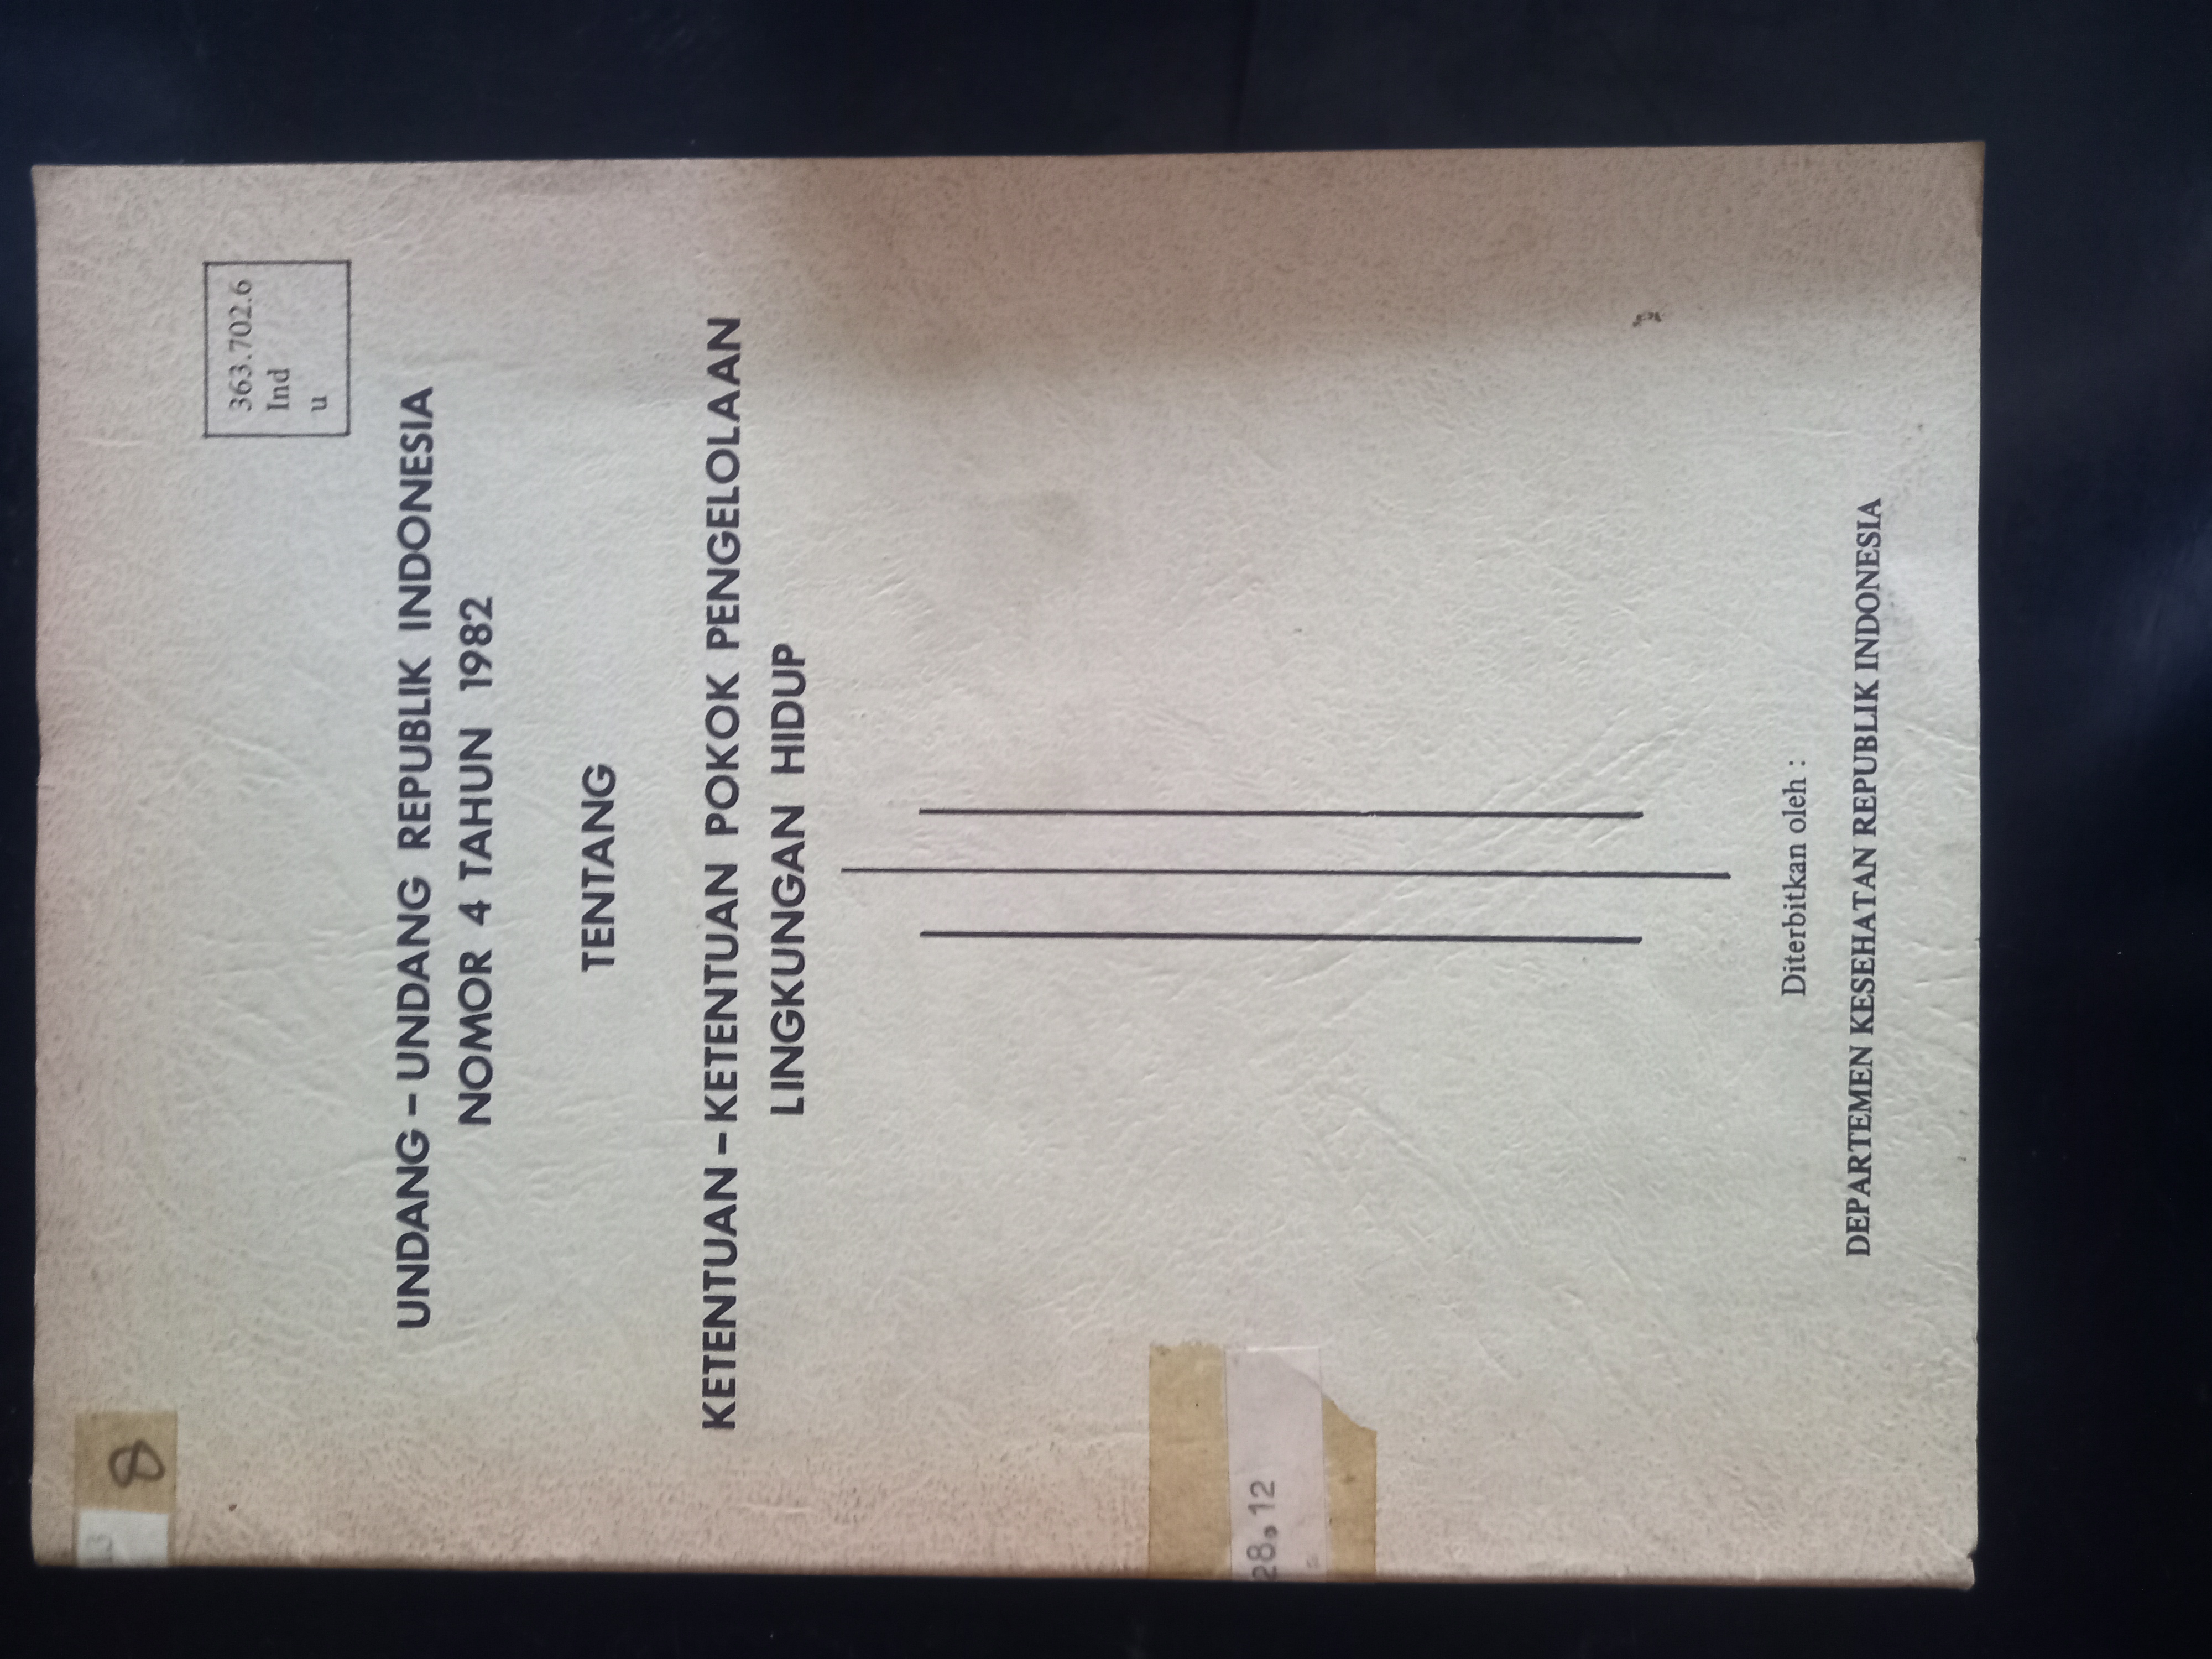 8
363.702.6
Ind
u
UNDANG – UNDANG REPUBLIK INDONESIA
NOMOR 4 TAHUN 1982
TENTANG
KETENTUAN – KETENTUAN POKOK PENGELOLAAN
LINGKUNGAN HIDUP
28.12
Diterbitkan oleh :
DEPARTEMEN KESEHATAN REPUBLIK INDONESIA